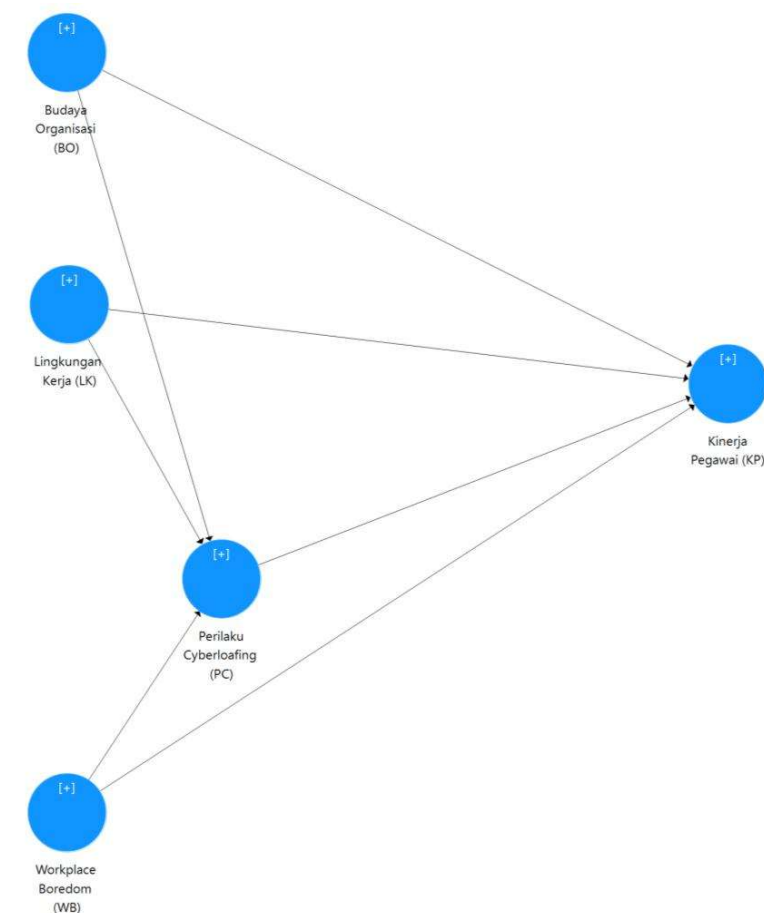 [+]
Budaya
Organisasi
(BO)
[+]
Lingkungan
Kerja (LK)
[+]
Kinerja
Pegawai (KP)
[+]
Perilaku
Cyberloafing
(PC)
[+]
Workplace
Boredom
(WB)